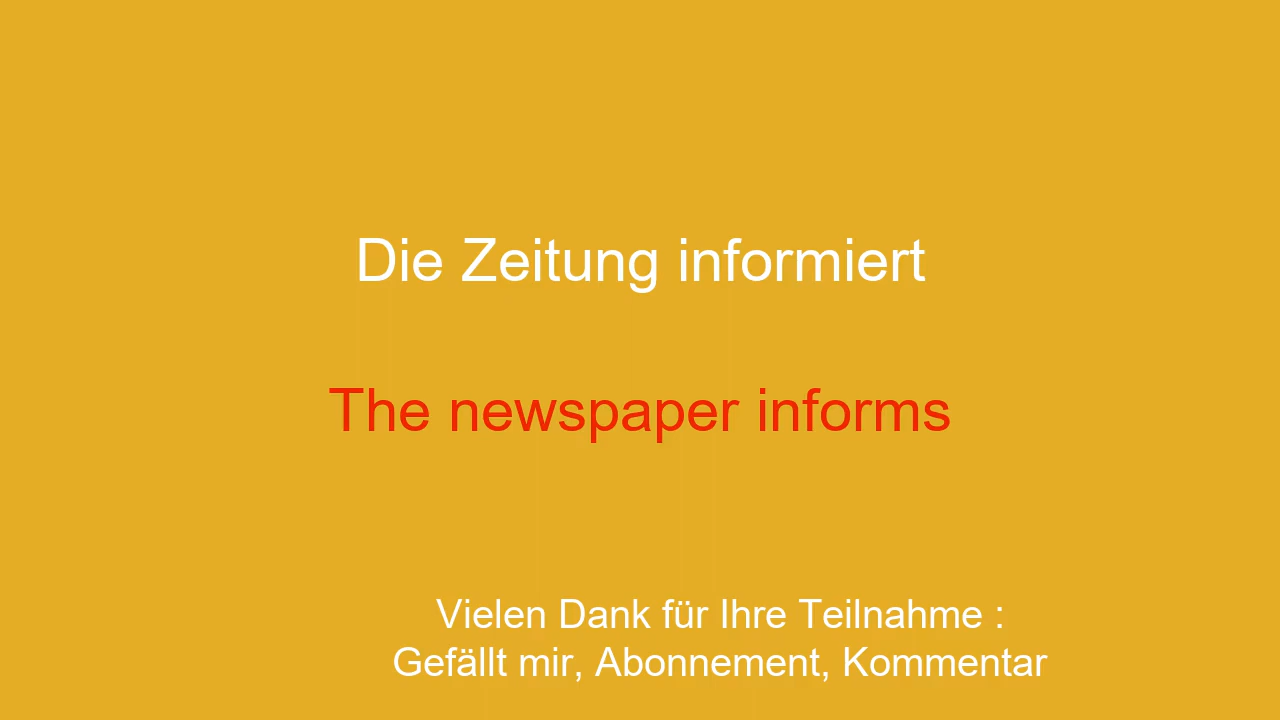 Die Zeitung informiert
The newspaper informs
Vielen Dank für Ihre Teilnahme :
Gefällt mir, Abonnement, Kommentar